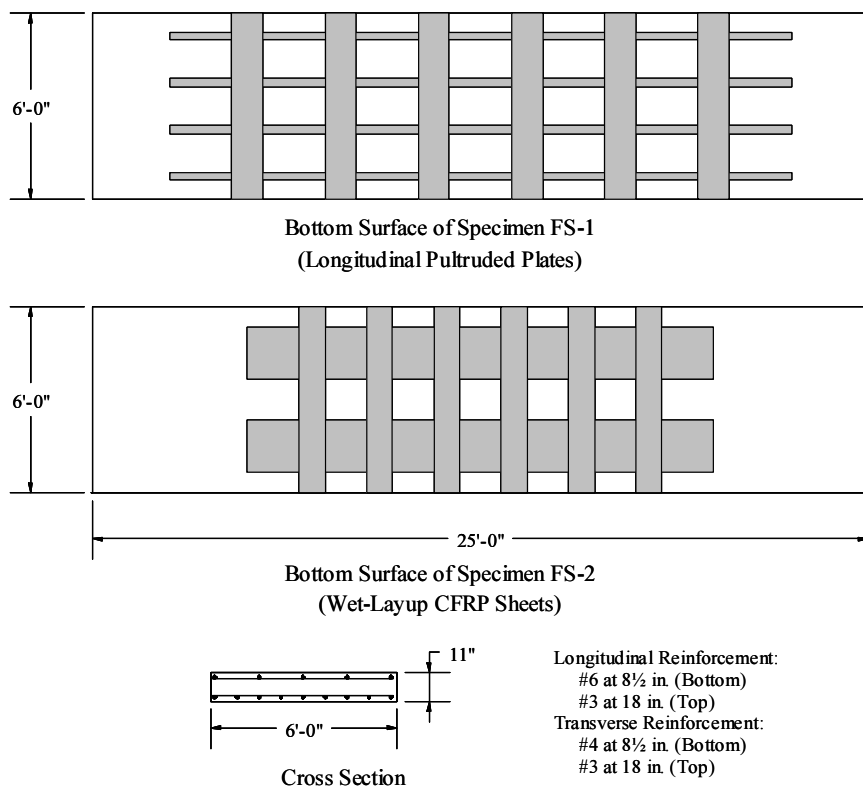 6'-0"
Bottom Surface of Specimen FS-1
(Longitudinal Pultruded Plates)
6'-0"
25'-0"
Bottom Surface of Specimen FS-2
(Wet-Layup CFRP Sheets)
11"
6'-0"
Cross Section
Longitudinal Reinforcement:
#6 at 8½ in. (Bottom)
#3 at 18 in. (Top)
Transverse Reinforcement:
#4 at 8½ in. (Bottom)
#3 at 18 in. (Top)